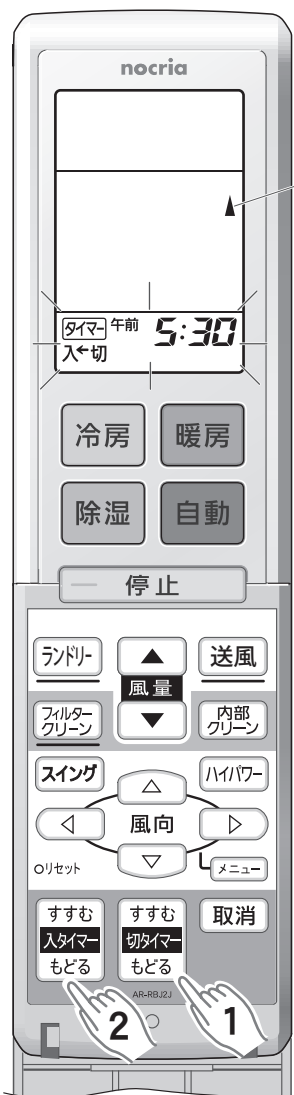 nocria
タイマー 午前 5:30
入←切
冷房 暖房
除湿 自動
停止
ランドリー ▲ 送風
風量
フィルター
クリーン ▼ 内部
クリーン
スイング △ ハイパワー
◁ 風向 ▷
○リセット ▽ メニュー
すすむ すすむ 取消
入タイマー 切タイマー
もどる もどる
AR-RBJ2J
2 1